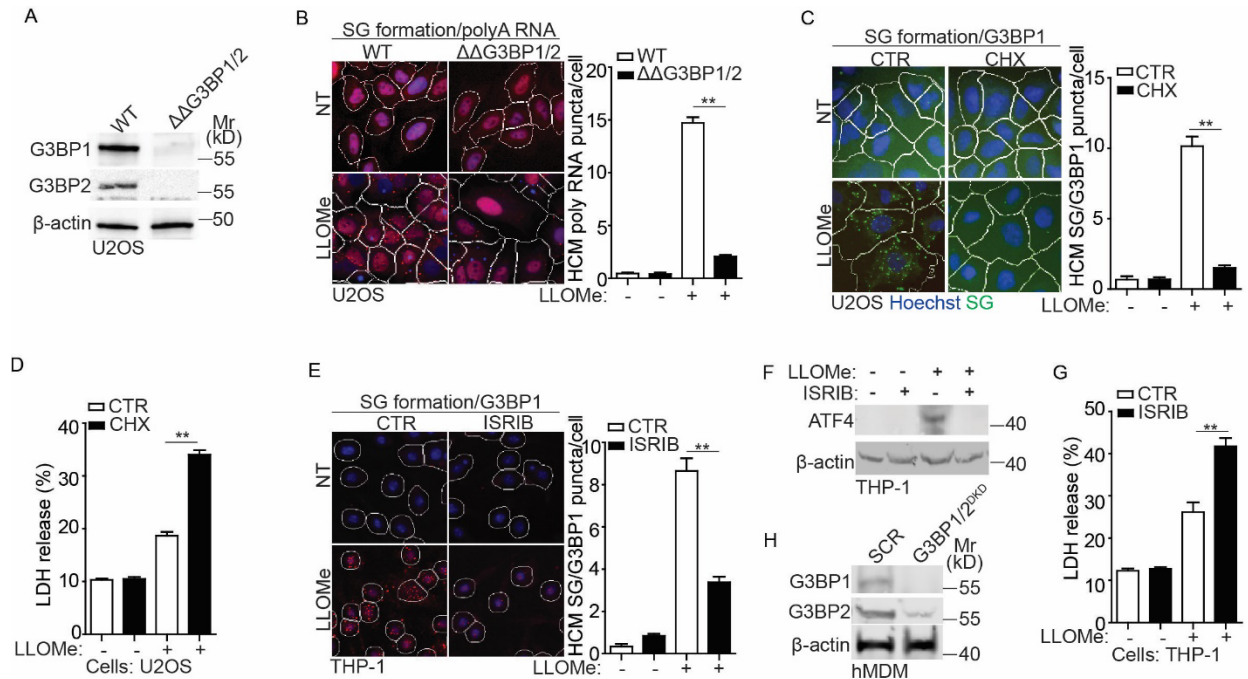 A
WT
ΔΔG3BP1/2
Mr
(kD)
G3BP1
55
G3BP2
55
β-actin
50
U2OS
B
SG formation/polyA RNA
WT
ΔΔG3BP1/2
NT
LLOMe
U2OS
HCM poly RNA puncta/cell
20
15
10
5
0
WT
ΔΔG3BP1/2
**
LLOMe: - - + +
C
SG formation/G3BP1
CTR
CHX
NT
LLOMe
U2OS Hoechst SG
HCM SG/G3BP1 puncta/cell
15
10
5
0
CTR
CHX
**
LLOMe: - - + +
D
LDH release (%)
40
30
20
10
0
CTR
CHX
**
LLOMe: - - + +
Cells: U2OS
E
SG formation/G3BP1
CTR
ISRIB
NT
LLOMe
THP-1
HCM SG/G3BP1 puncta/cell
10
8
6
4
2
0
CTR
ISRIB
**
LLOMe: - - + +
F
LLOMe: - - + +
ISRIB: - + - +
ATF4
40
β-actin
40
THP-1
H
SCR
G3BP1/2DKD
Mr
(kD)
G3BP1
55
G3BP2
55
β-actin
40
hMDM
G
LDH release (%)
50
40
30
20
10
0
CTR
ISRIB
**
LLOMe: - - + +
Cells: THP-1